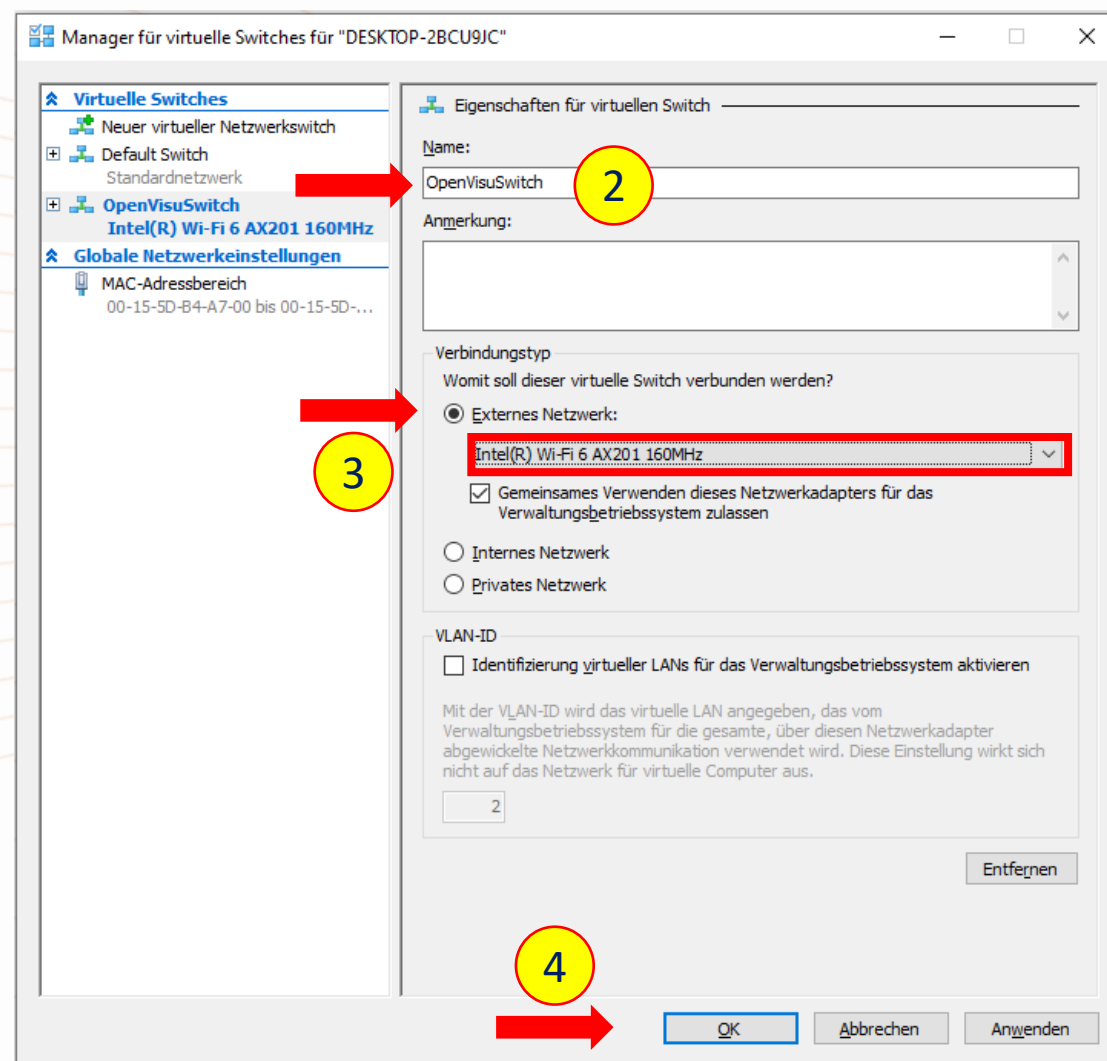 Manager für virtuelle Switches für "DESKTOP-2BCU9JC"
Virtuelle Switches
Neuer virtueller Netzwerkswitch
Default Switch
Standardnetzwerk
OpenVisuSwitch
Intel(R) Wi-Fi 6 AX201 160MHz
Globale Netzwerkeinstellungen
MAC-Adressbereich
00-15-5D-B4-A7-00 bis 00-15-5D-...
Eigenschaften für virtuellen Switch
Name:
OpenVisuSwitch
2
Anmerkung:
Verbindungstyp
Womit soll dieser virtuelle Switch verbunden werden?
Externes Netzwerk:
3
Intel(R) Wi-Fi 6 AX201 160MHz
Gemeinsames Verwenden dieses Netzwerkadapters für das
Verwaltungsbetriebssystem zulassen
Internes Netzwerk
Privates Netzwerk
VLAN-ID
Identifizierung virtueller LANs für das Verwaltungsbetriebssystem aktivieren
Mit der VLAN-ID wird das virtuelle LAN angegeben, das vom
Verwaltungsbetriebssystem für die gesamte, über diesen Netzwerkadapter
abgewickelte Netzwerkkommunikation verwendet wird. Diese Einstellung wirkt sich
nicht auf das Netzwerk für virtuelle Computer aus.
2
Entfernen
4
OK
Abbrechen
Anwenden